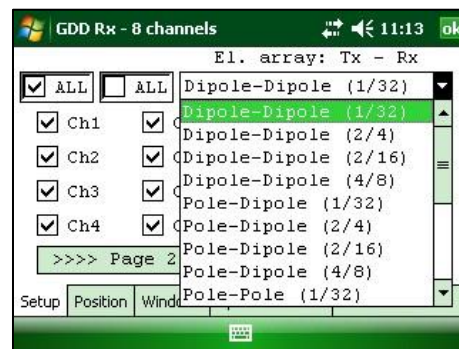 GDD Rx - 8 channels 11:13 ok
El. array: Tx - Rx
ALL ALL Dipole-Dipole (1/32)
Dipole-Dipole (1/32)
Ch1 Dipole-Dipole (2/4)
Ch2 Dipole-Dipole (2/16)
Ch3 Dipole-Dipole (4/8)
Pole-Dipole (1/32)
Ch4 Pole-Dipole (2/4)
Pole-Dipole (2/16)
>>>> Page 2 Pole-Dipole (4/8)
Setup Position Pole-Pole (1/32)